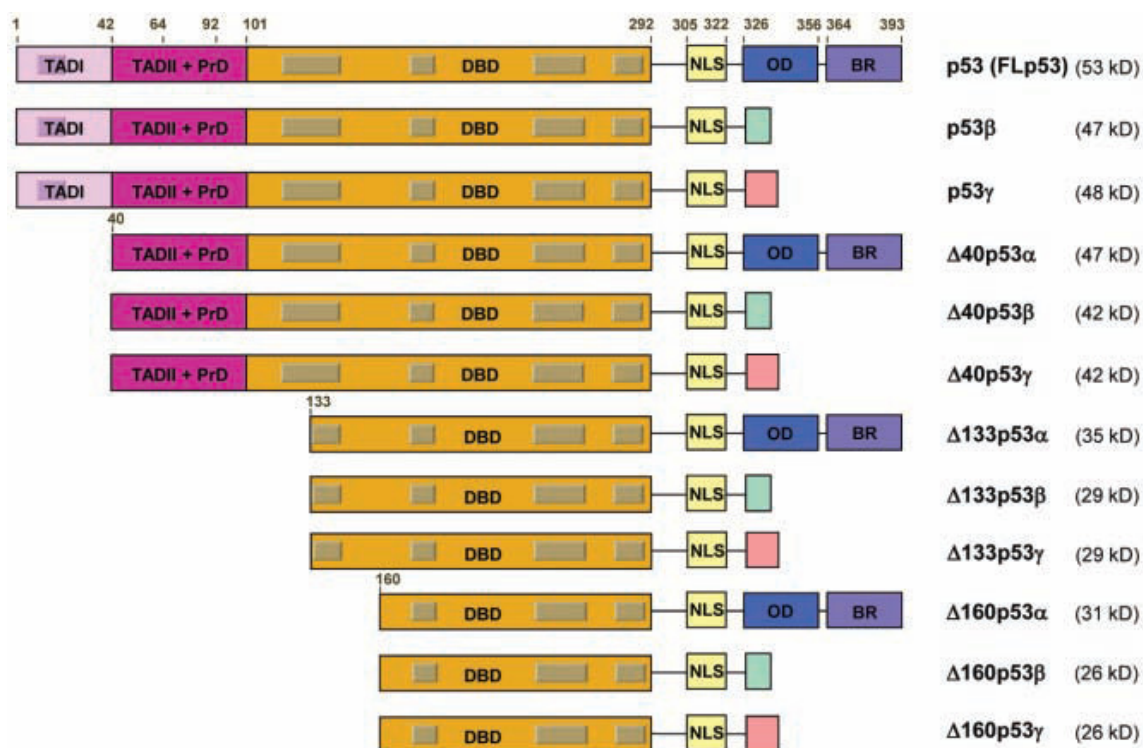 1 42 64 92 101 292 305 322 326 356 364 393
TADI TADII + PrD DBD NLS OD BR p53 (FLp53) (53 kD)
TADI TADII + PrD DBD NLS p53β (47 kD)
TADI TADII + PrD DBD NLS p53γ (48 kD)
40
TADII + PrD DBD NLS OD BR Δ40p53α (47 kD)
TADII + PrD DBD NLS Δ40p53β (42 kD)
TADII + PrD DBD NLS Δ40p53γ (42 kD)
133
DBD NLS OD BR Δ133p53α (35 kD)
DBD NLS Δ133p53β (29 kD)
DBD NLS Δ133p53γ (29 kD)
160
DBD NLS OD BR Δ160p53α (31 kD)
DBD NLS Δ160p53β (26 kD)
DBD NLS Δ160p53γ (26 kD)